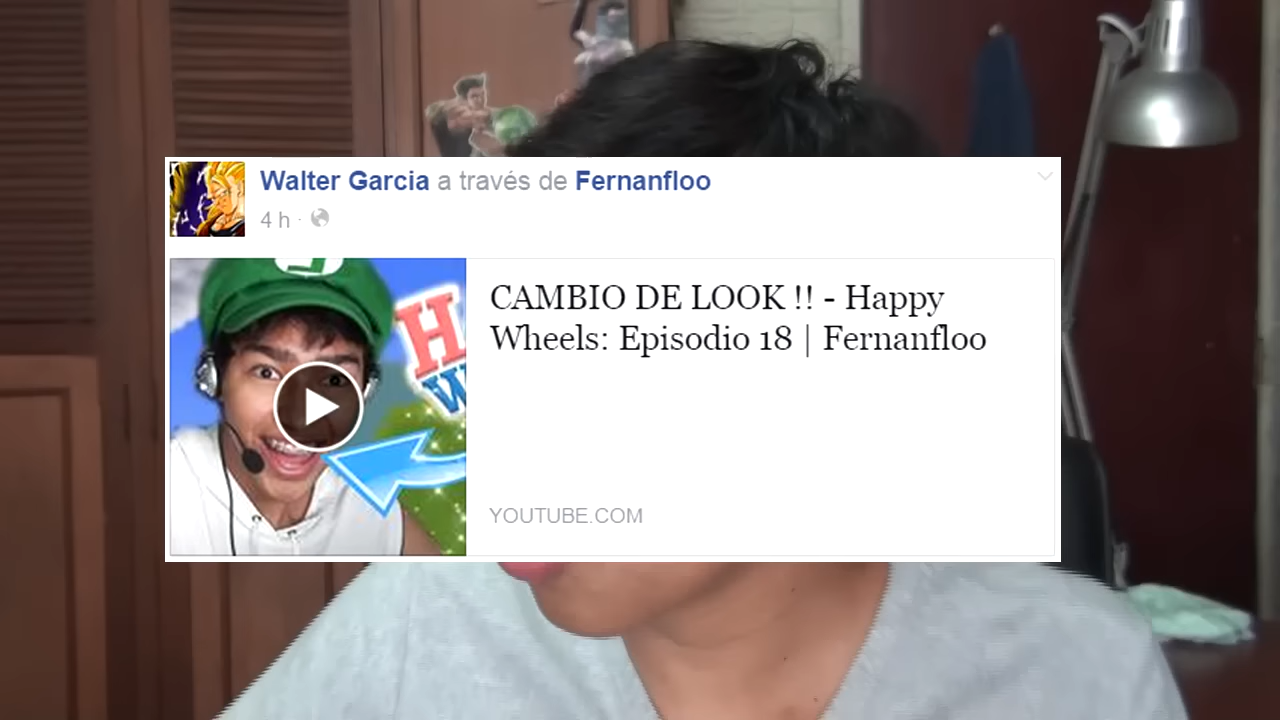 Walter Garcia a través de Fernanfloo
4 h ·
CAMBIO DE LOOK !! - Happy
Wheels: Episodio 18 | Fernanfloo
YOUTUBE.COM